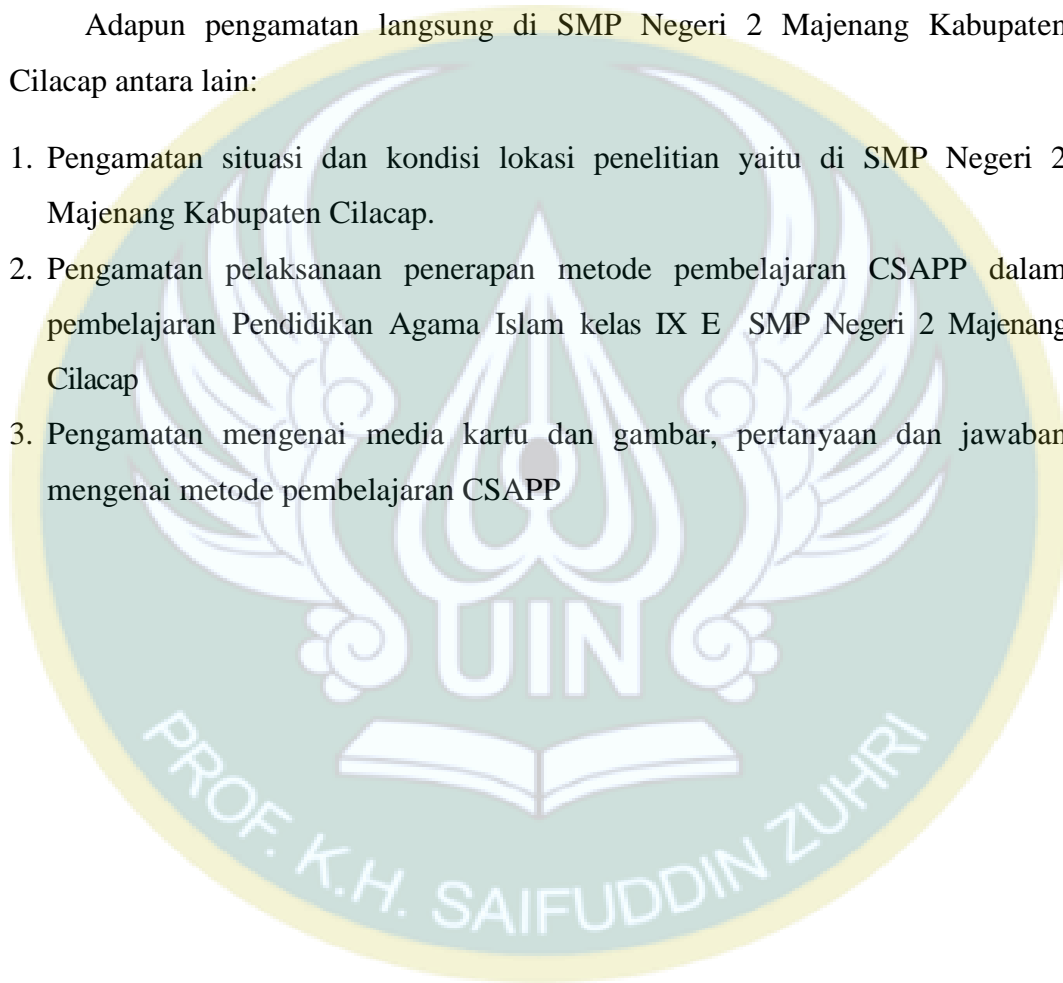 Adapun pengamatan langsung di SMP Negeri 2 Majenang Kabupaten
Cilacap antara lain:
1. Pengamatan situasi dan kondisi lokasi penelitian yaitu di SMP Negeri 2
Majenang Kabupaten Cilacap.
2. Pengamatan pelaksanaan penerapan metode pembelajaran CSAPP dalam
pembelajaran Pendidikan Agama Islam kelas IX E SMP Negeri 2 Majenang
Cilacap
3. Pengamatan mengenai media kartu dan gambar, pertanyaan dan jawaban
mengenai metode pembelajaran CSAPP
UIN
PROF. K.H. SAIFUDDIN ZUHRI